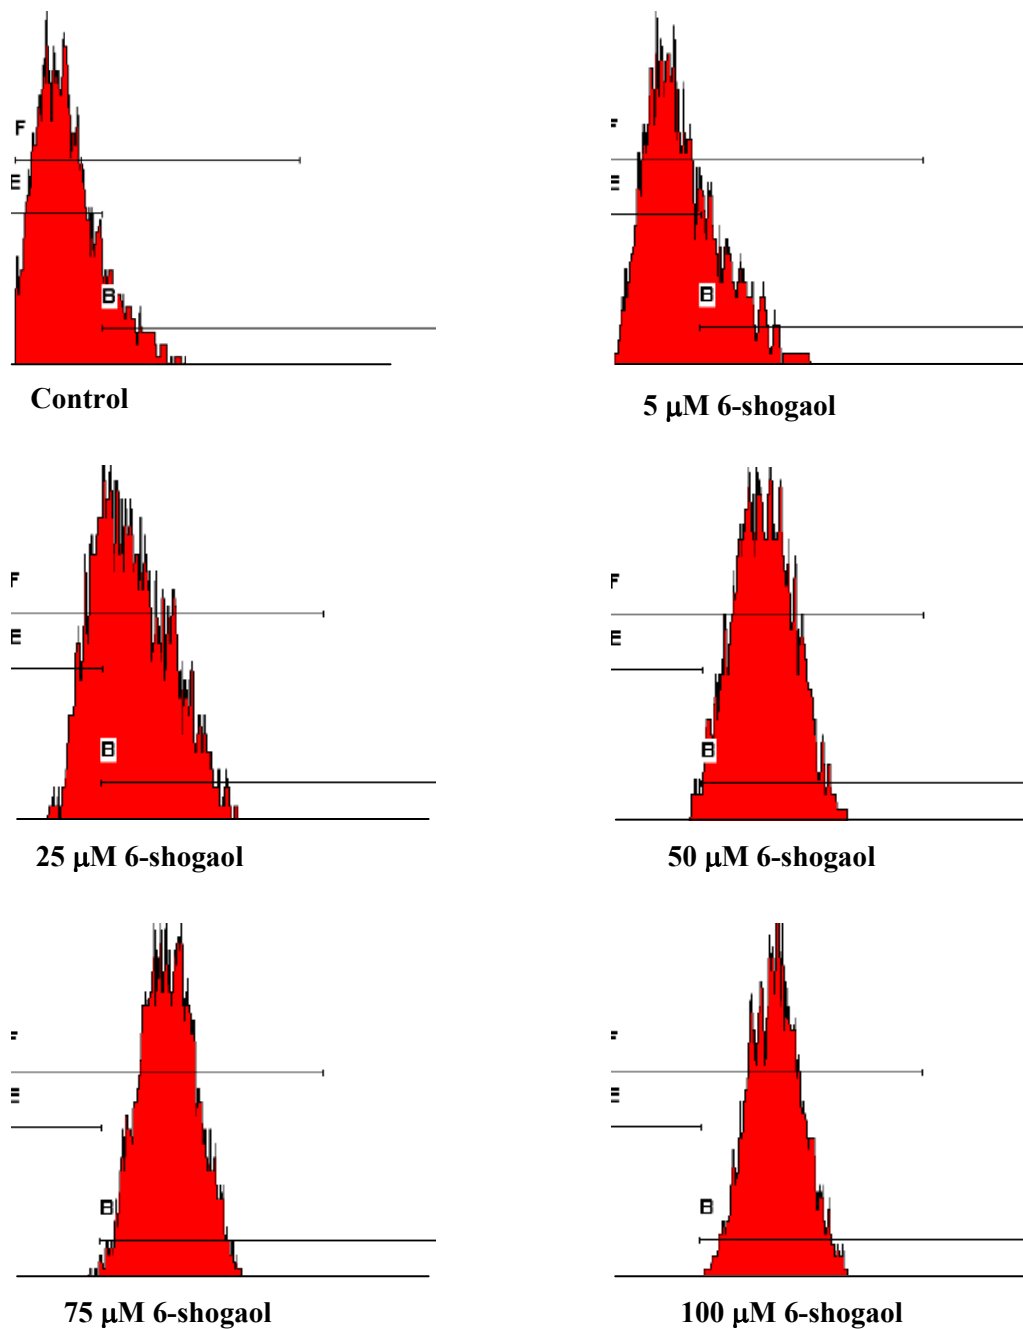 F
E
B
Control
F
E
B
5 μM 6-shogaol
F
E
B
25 μM 6-shogaol
F
E
B
50 μM 6-shogaol
F
E
B
75 μM 6-shogaol
F
E
B
100 μM 6-shogaol